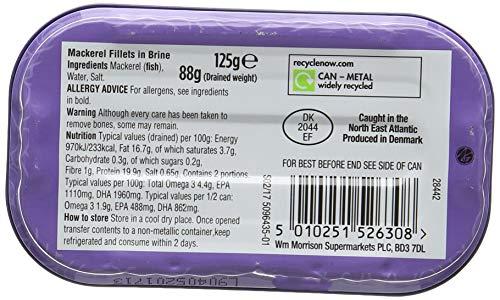 Mackerel Fillets in Brine
Ingredients Mackerel (fish),
Water, Salt.
125g℮
88g (Drained weight)
ALLERGY ADVICE For allergens, see ingredients
in bold.
Warning Although every care has been taken to
remove bones, some may remain.
Nutrition Typical values (drained) per 100g: Energy
970kJ/233kcal, Fat 16.7g, of which saturates 3.7g,
Carbohydrate 0.3g, of which sugars 0.2g,
Fibre 1g, Protein 19.9g, Salt 0.65g. Contains 2 portions.
Typical values per 100g: Total Omega 3 4.4g, EPA
1110mg, DHA 1960mg. Typical values per 1/2 can:
Omega 3 1.9g, EPA 488mg, DHA 862mg.
How to store Store in a cool dry place. Once opened
transfer contents to a non-metallic container, keep
refrigerated and consume within 2 days.
recyclenow.com
CAN – METAL
widely recycled
DK
2044
EF
Caught in the
North East Atlantic
Produced in Denmark
FOR BEST BEFORE END SEE SIDE OF CAN
28442
502/17 5096435-01
5 010251 526308 >
Wm Morrison Supermarkets PLC, BD3 7DL
L90405201713